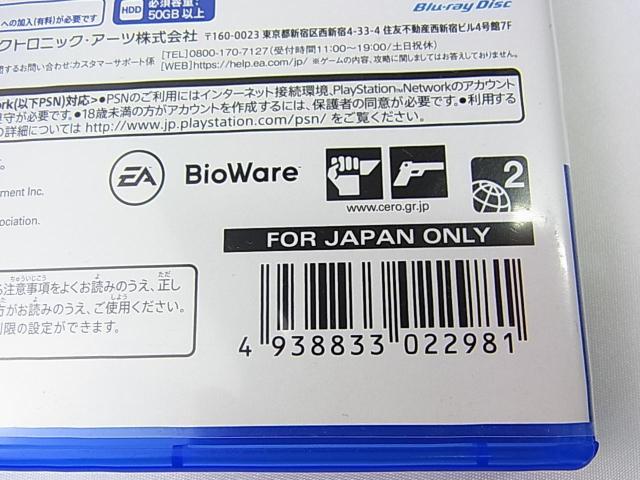 への加入(有料)が必要です
HDD
必須容量:
50GB以上
Blu-ray Disc
クトロニック・アーツ株式会社 〒160-0023 東京都新宿区西新宿4-33-4 住友不動産西新宿ビル4号館7F
[TEL]0800-170-7127(受付時間11:00~19:00/土日祝休)
関するお問い合わせ:カスタマーサポート係 [WEB]https://help.ea.com/jp/ ※ゲームの内容、攻略に関しましてはお答えしておりません。
ork(以下PSN)対応>●PSNのご利用にはインターネット接続環境、PlayStation™Networkのアカウント
守が必要です。●18歳未満の方がアカウントを作成するには、保護者の同意が必要です。●利用する
の詳細については http://www.jp.playstation.com/psn/ をご覧ください。
ment Inc.
ociation.
EA
BioWare™
2
www.cero.gr.jp
FOR JAPAN ONLY
注意事項をよくお読みのうえ、正し
方がお読みのうえ、ご使用ください。
制限の設定ができます。
4 938833 022981